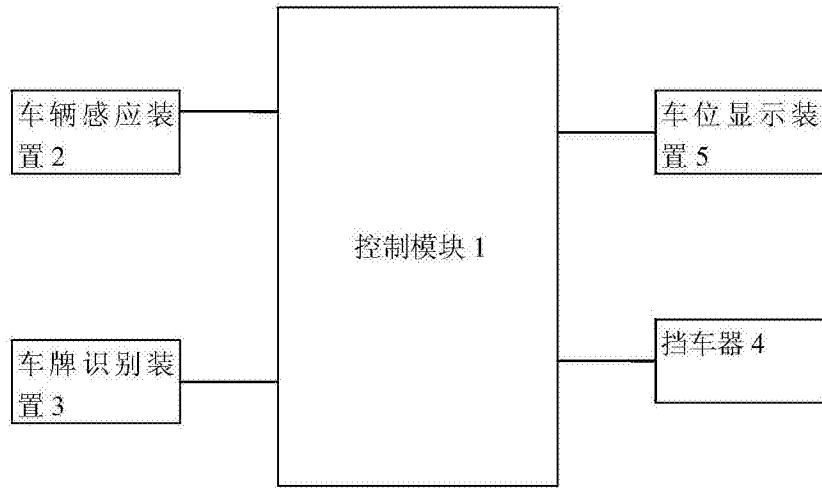 车辆感应装
置 2
车牌识别装
置 3
控制模块 1
车位显示装
置 5
挡车器 4